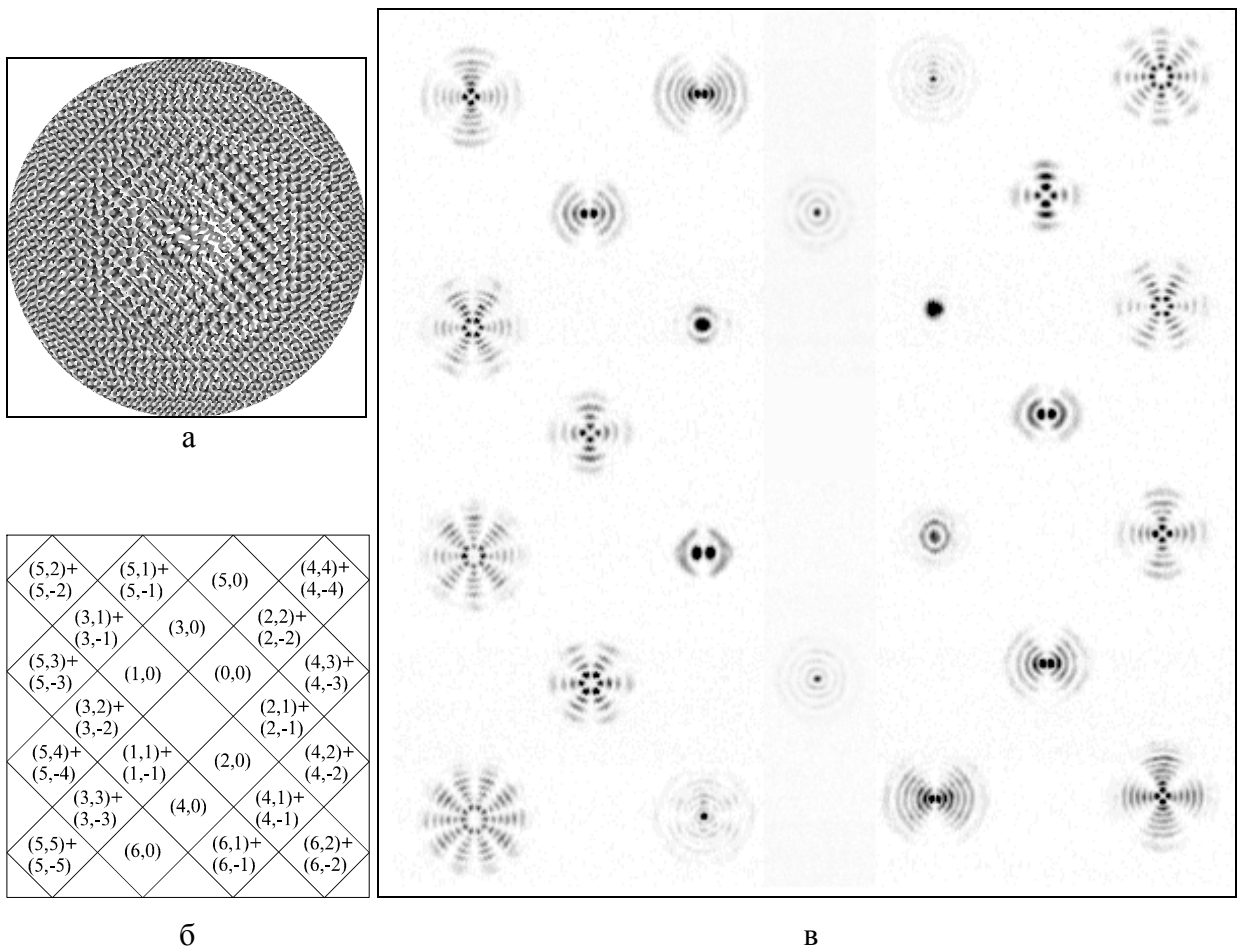 а
(5,2)+ (5,1)+ (5,0) (4,4)+
(5,-2) (5,-1) (4,-4)
(3,1)+ (3,0) (2,2)+
(3,-1) (2,-2)
(5,3)+ (1,0) (0,0) (4,3)+
(5,-3) (4,-3)
(3,2)+ (2,1)+
(3,-2) (2,-1)
(5,4)+ (1,1)+ (2,0) (4,2)+
(5,-4) (1,-1) (4,-2)
(3,3)+ (4,0) (4,1)+
(3,-3) (4,-1)
(5,5)+ (6,0) (6,1)+ (6,2)+
(5,-5) (6,-1) (6,-2)
б
в